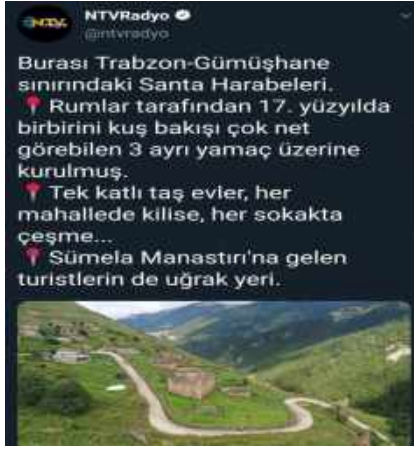 NTV
NTVRadyo
@ntvradyo
Burası Trabzon-Gümüşhane
sınırındaki Santa Harabeleri.
Rumlar tarafından 17. yüzyılda
birbirini kuş bakışı çok net
görebilen 3 ayrı yamaç üzerine
kurulmuş.
Tek katlı taş evler, her
mahallede kilise, her sokakta
çeşme...
Sümela Manastırı'na gelen
turistlerin de uğrak yeri.